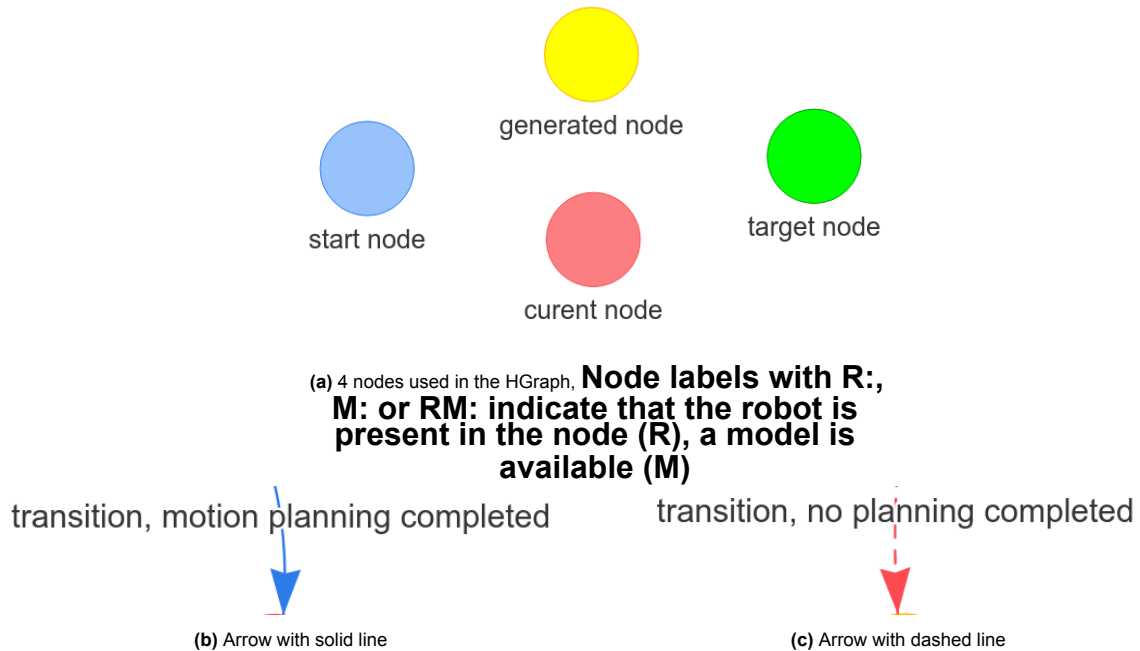 generated node
start node
target node
curent node
(a) 4 nodes used in the HGraph, Node labels with R:,
M: or RM: indicate that the robot is
present in the node (R), a model is
available (M)
transition, motion planning completed
transition, no planning completed
(b) Arrow with solid line
(c) Arrow with dashed line